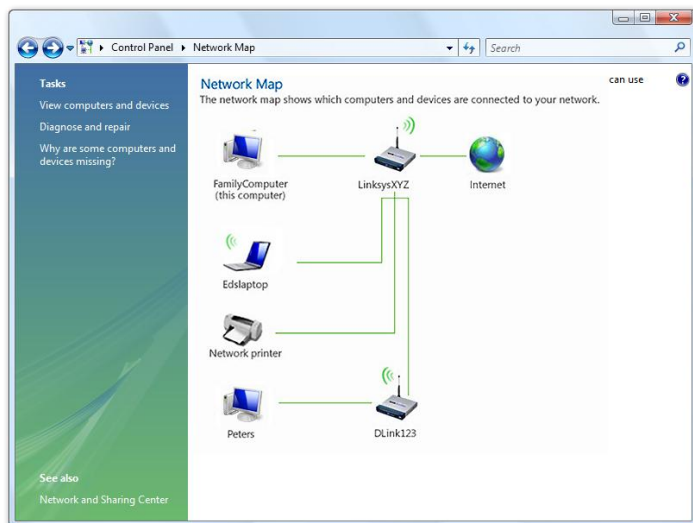 Control Panel
Network Map
Search
Tasks
View computers and devices
Diagnose and repair
Why are some computers and
devices missing?
Network Map
can use
The network map shows which computers and devices are connected to your network.
FamilyComputer
(this computer)
LinksysXYZ
Internet
Edslaptop
Network printer
Peters
DLink123
See also
Network and Sharing Center